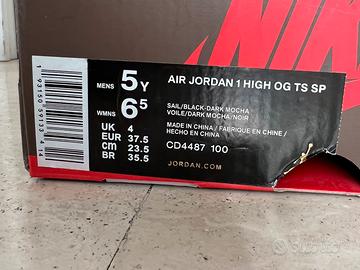 MENS 5Y
WMNS 6⁵
UK 4
EUR 37.5
cm 23.5
BR 35.5
AIR JORDAN 1 HIGH OG TS SP
SAIL/BLACK-DARK MOCHA
VOILE/DARK MOCHA/NOIR
MADE IN CHINA / FABRIQUE EN CHINE /
HECHO EN CHINA
CD4487 100
JORDAN.COM
subito